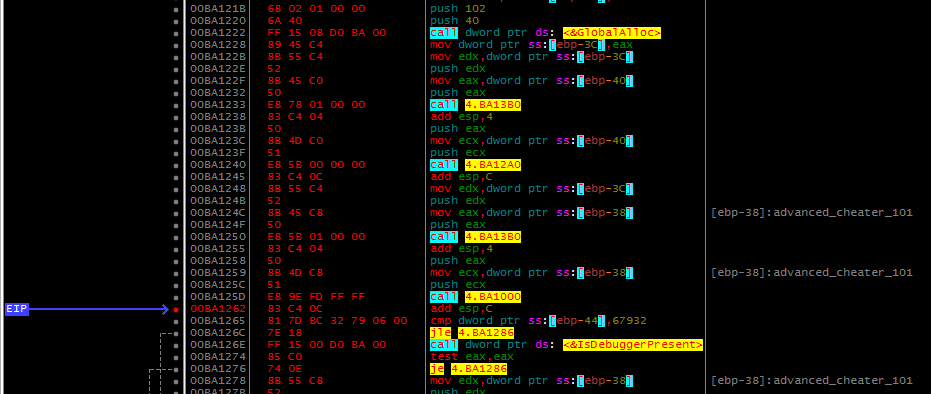 00BA121B 68 02 01 00 00 push 102
00BA1220 6A 40 push 40
00BA1222 FF 15 08 D0 BA 00 call dword ptr ds: <&GlobalAlloc>
00BA1228 89 45 C4 mov dword ptr ss:[ebp-3C],eax
00BA122B 8B 55 C4 mov edx,dword ptr ss:[ebp-3C]
00BA122E 52 push edx
00BA122F 8B 45 C0 mov eax,dword ptr ss:[ebp-40]
00BA1232 50 push eax
00BA1233 E8 78 01 00 00 call 4.BA13B0
00BA1238 83 C4 04 add esp,4
00BA123B 50 push eax
00BA123C 8B 4D C0 mov ecx,dword ptr ss:[ebp-40]
00BA123F 51 push ecx
00BA1240 E8 5B 00 00 00 call 4.BA12A0
00BA1245 83 C4 0C add esp,C
00BA1248 8B 55 C4 mov edx,dword ptr ss:[ebp-3C]
00BA124B 52 push edx
00BA124C 8B 45 C8 mov eax,dword ptr ss:[ebp-38] [ebp-38]:advanced_cheater_101
00BA124F 50 push eax
00BA1250 E8 5B 01 00 00 call 4.BA13B0
00BA1255 83 C4 04 add esp,4
00BA1258 50 push eax
00BA1259 8B 4D C8 mov ecx,dword ptr ss:[ebp-38] [ebp-38]:advanced_cheater_101
00BA125C 51 push ecx
00BA125D E8 9E FD FF FF call 4.BA1000
EIP 00BA1262 83 C4 0C add esp,C
00BA1265 81 7D BC 32 79 06 00 cmp dword ptr ss:[ebp-44],67932
00BA126C 7E 18 jle 4.BA1286
00BA126E FF 15 00 D0 BA 00 call dword ptr ds: <&IsDebuggerPresent>
00BA1274 85 C0 test eax,eax
00BA1276 74 0E je 4.BA1286
00BA1278 8B 55 C8 mov edx,dword ptr ss:[ebp-38] [ebp-38]:advanced_cheater_101
00BA127B 52 push edx